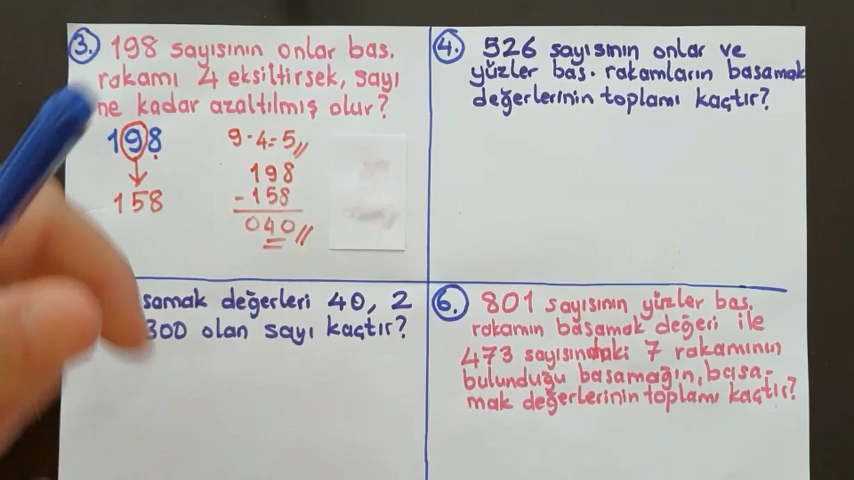 3. 198 sayısının onlar bas.
rakamı 4 eksiltirsek, sayı
ne kadar azaltılmış olur?
198
158
9-4=5
198
-158
040
4. 526 sayısının onlar ve
yüzler bas. rakamların basamak
değerlerinin toplamı kaçtır?
samak değerleri 40, 2
300 olan sayı kaçtır?
6. 801 sayısının yüzler bas.
rakamın basamak değeri ile
473 sayısındaki 7 rakamının
bulunduğu basamağın, basa-
mak değerlerinin toplamı kaçtır?